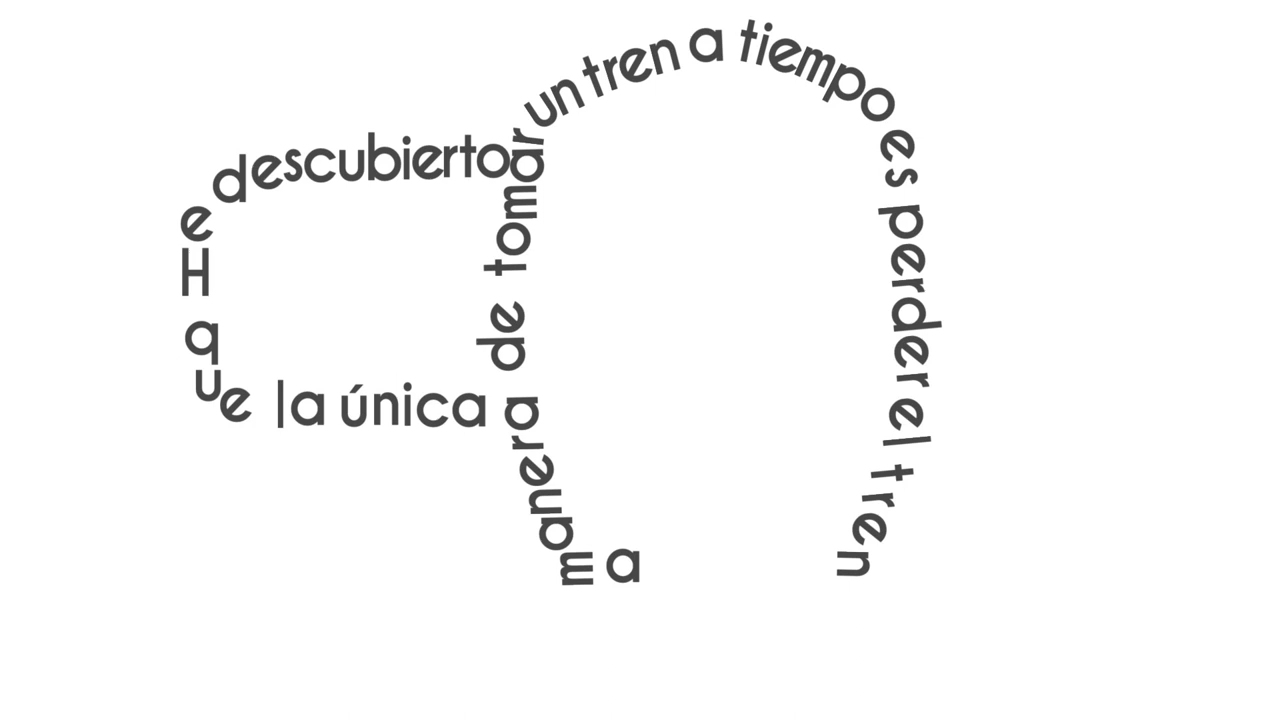 He descubierto
que la única
manera de tomar
un tren a tiempo
es perder el tren
a